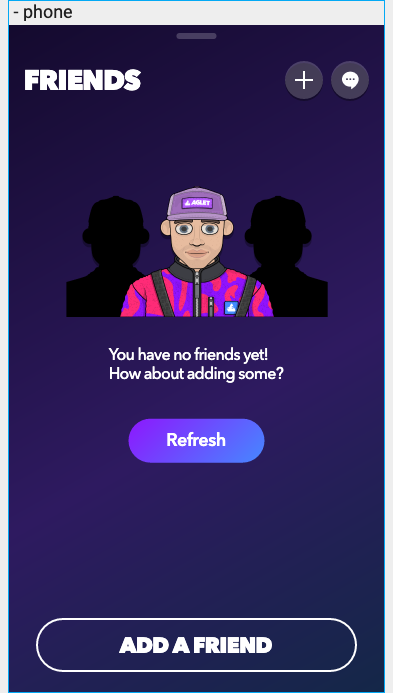 - phone
FRIENDS
AGLET
You have no friends yet!
How about adding some?
Refresh
ADD A FRIEND